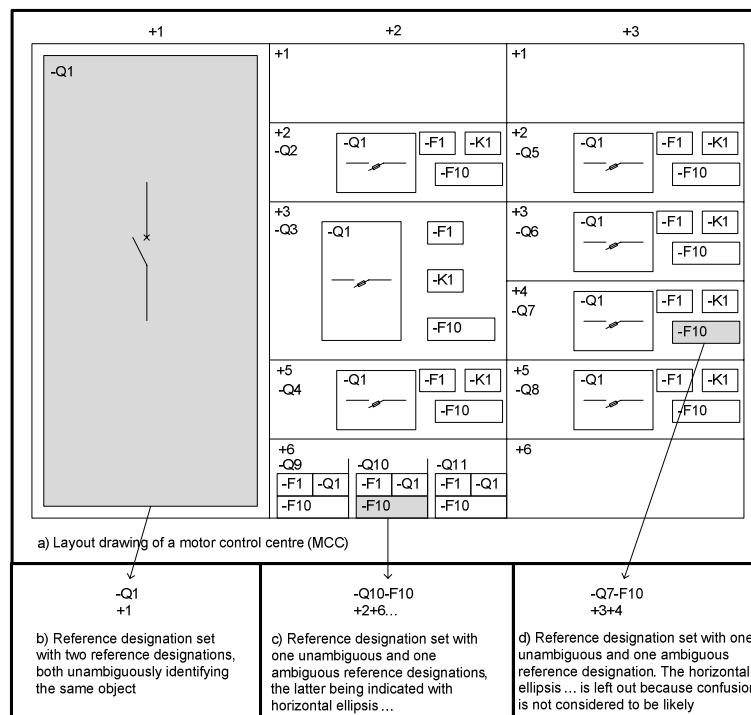 +1
+2
+3
-Q1
+1
+1
+2
-Q2
-Q1
-F1
-K1
-F10
+2
-Q5
-Q1
-F1
-K1
-F10
+3
-Q3
-Q1
-F1
-K1
-F10
+3
-Q6
-Q1
-F1
-K1
-F10
+4
-Q7
-Q1
-F1
-K1
-F10
+5
-Q4
-Q1
-F1
-K1
-F10
+5
-Q8
-Q1
-F1
-K1
-F10
+6
-Q9
-Q10
-Q11
-F1
-Q1
-F1
-Q1
-F1
-Q1
-F10
-F10
-F10
+6
a) Layout drawing of a motor control centre (MCC)
-Q1
+1
b) Reference designation set
with two reference designations,
both unambiguously identifying
the same object
-Q10-F10
+2+6…
c) Reference designation set with
one unambiguous and one
ambiguous reference designations,
the latter being indicated with
horizontal ellipsis …
-Q7-F10
+3+4
d) Reference designation set with one
unambiguous and one ambiguous
reference designation. The horizontal
ellipsis … is left out because confusion
is not considered to be likely